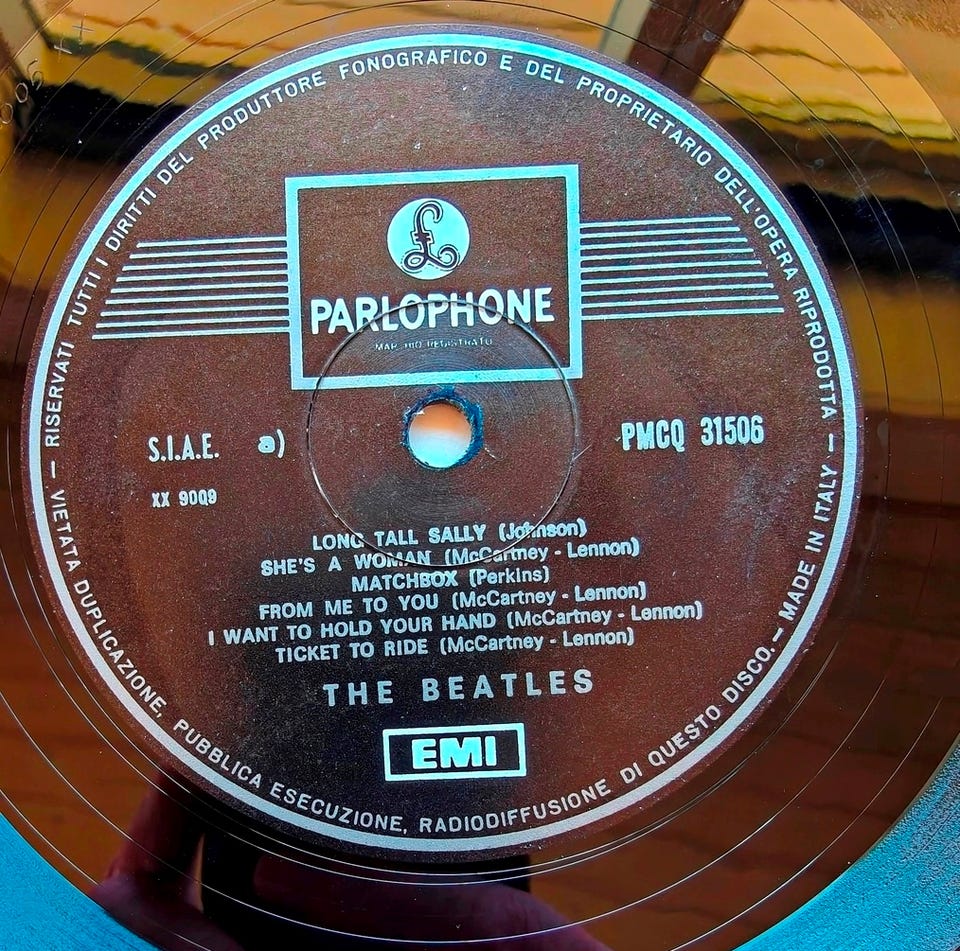 RISERVATI TUTTI I DIRITTI DEL PRODUTTORE FONOGRAFICO E DEL PROPRIETARIO DELL'OPERA RIPRODOTTA — MADE IN ITALY —
£
PARLOPHONE
S.I.A.E. a) PMCQ 31506
XX 9009
LONG TALL SALLY (Johnson)
SHE'S A WOMAN (McCartney - Lennon)
MATCHBOX (Perkins)
FROM ME TO YOU (McCartney - Lennon)
I WANT TO HOLD YOUR HAND (McCartney - Lennon)
TICKET TO RIDE (McCartney - Lennon)
THE BEATLES
EMI
— VIETATA DUPLICAZIONE, PUBBLICA ESECUZIONE, RADIODIFFUSIONE DI QUESTO DISCO.